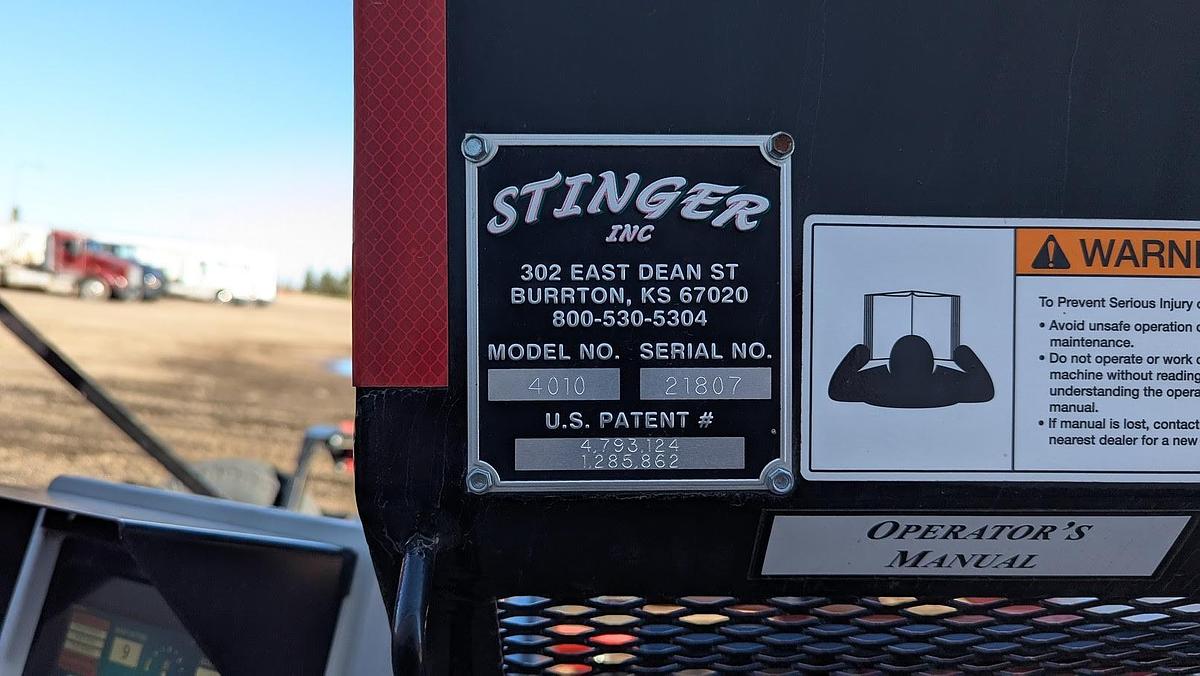 STINGER
INC
302 EAST DEAN ST
BURRTON, KS 67020
800-530-5304
MODEL NO. SERIAL NO.
4010 21807
U.S. PATENT #
4,793,124
1,285,862
WARNI
To Prevent Serious Injury
• Avoid unsafe operation
maintenance.
• Do not operate or work
machine without reading
understanding the opera
manual.
• If manual is lost, contact
nearest dealer for a new
OPERATOR'S
MANUAL
9